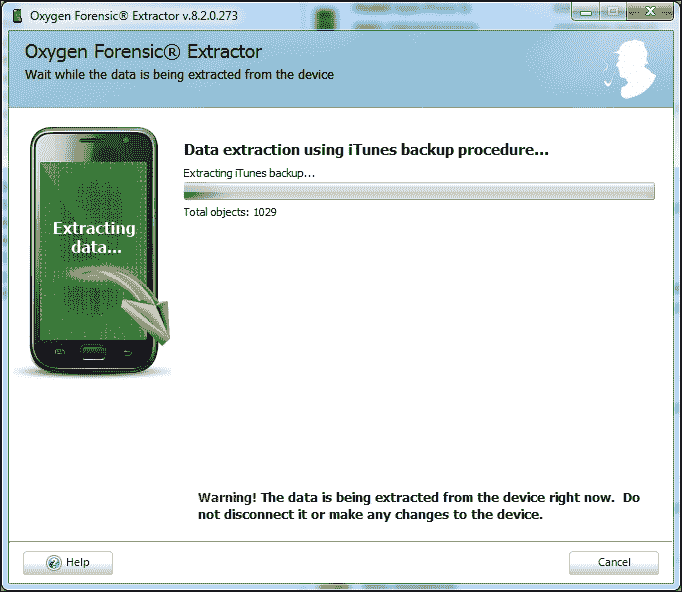 Oxygen Forensic® Extractor v.8.2.0.273
Oxygen Forensic® Extractor
Wait while the data is being extracted from the device
Extracting
data...
Data extraction using iTunes backup procedure...
Extracting iTunes backup...
Total objects: 1029
Warning! The data is being extracted from the device right now. Do
not disconnect it or make any changes to the device.
Help
Cancel